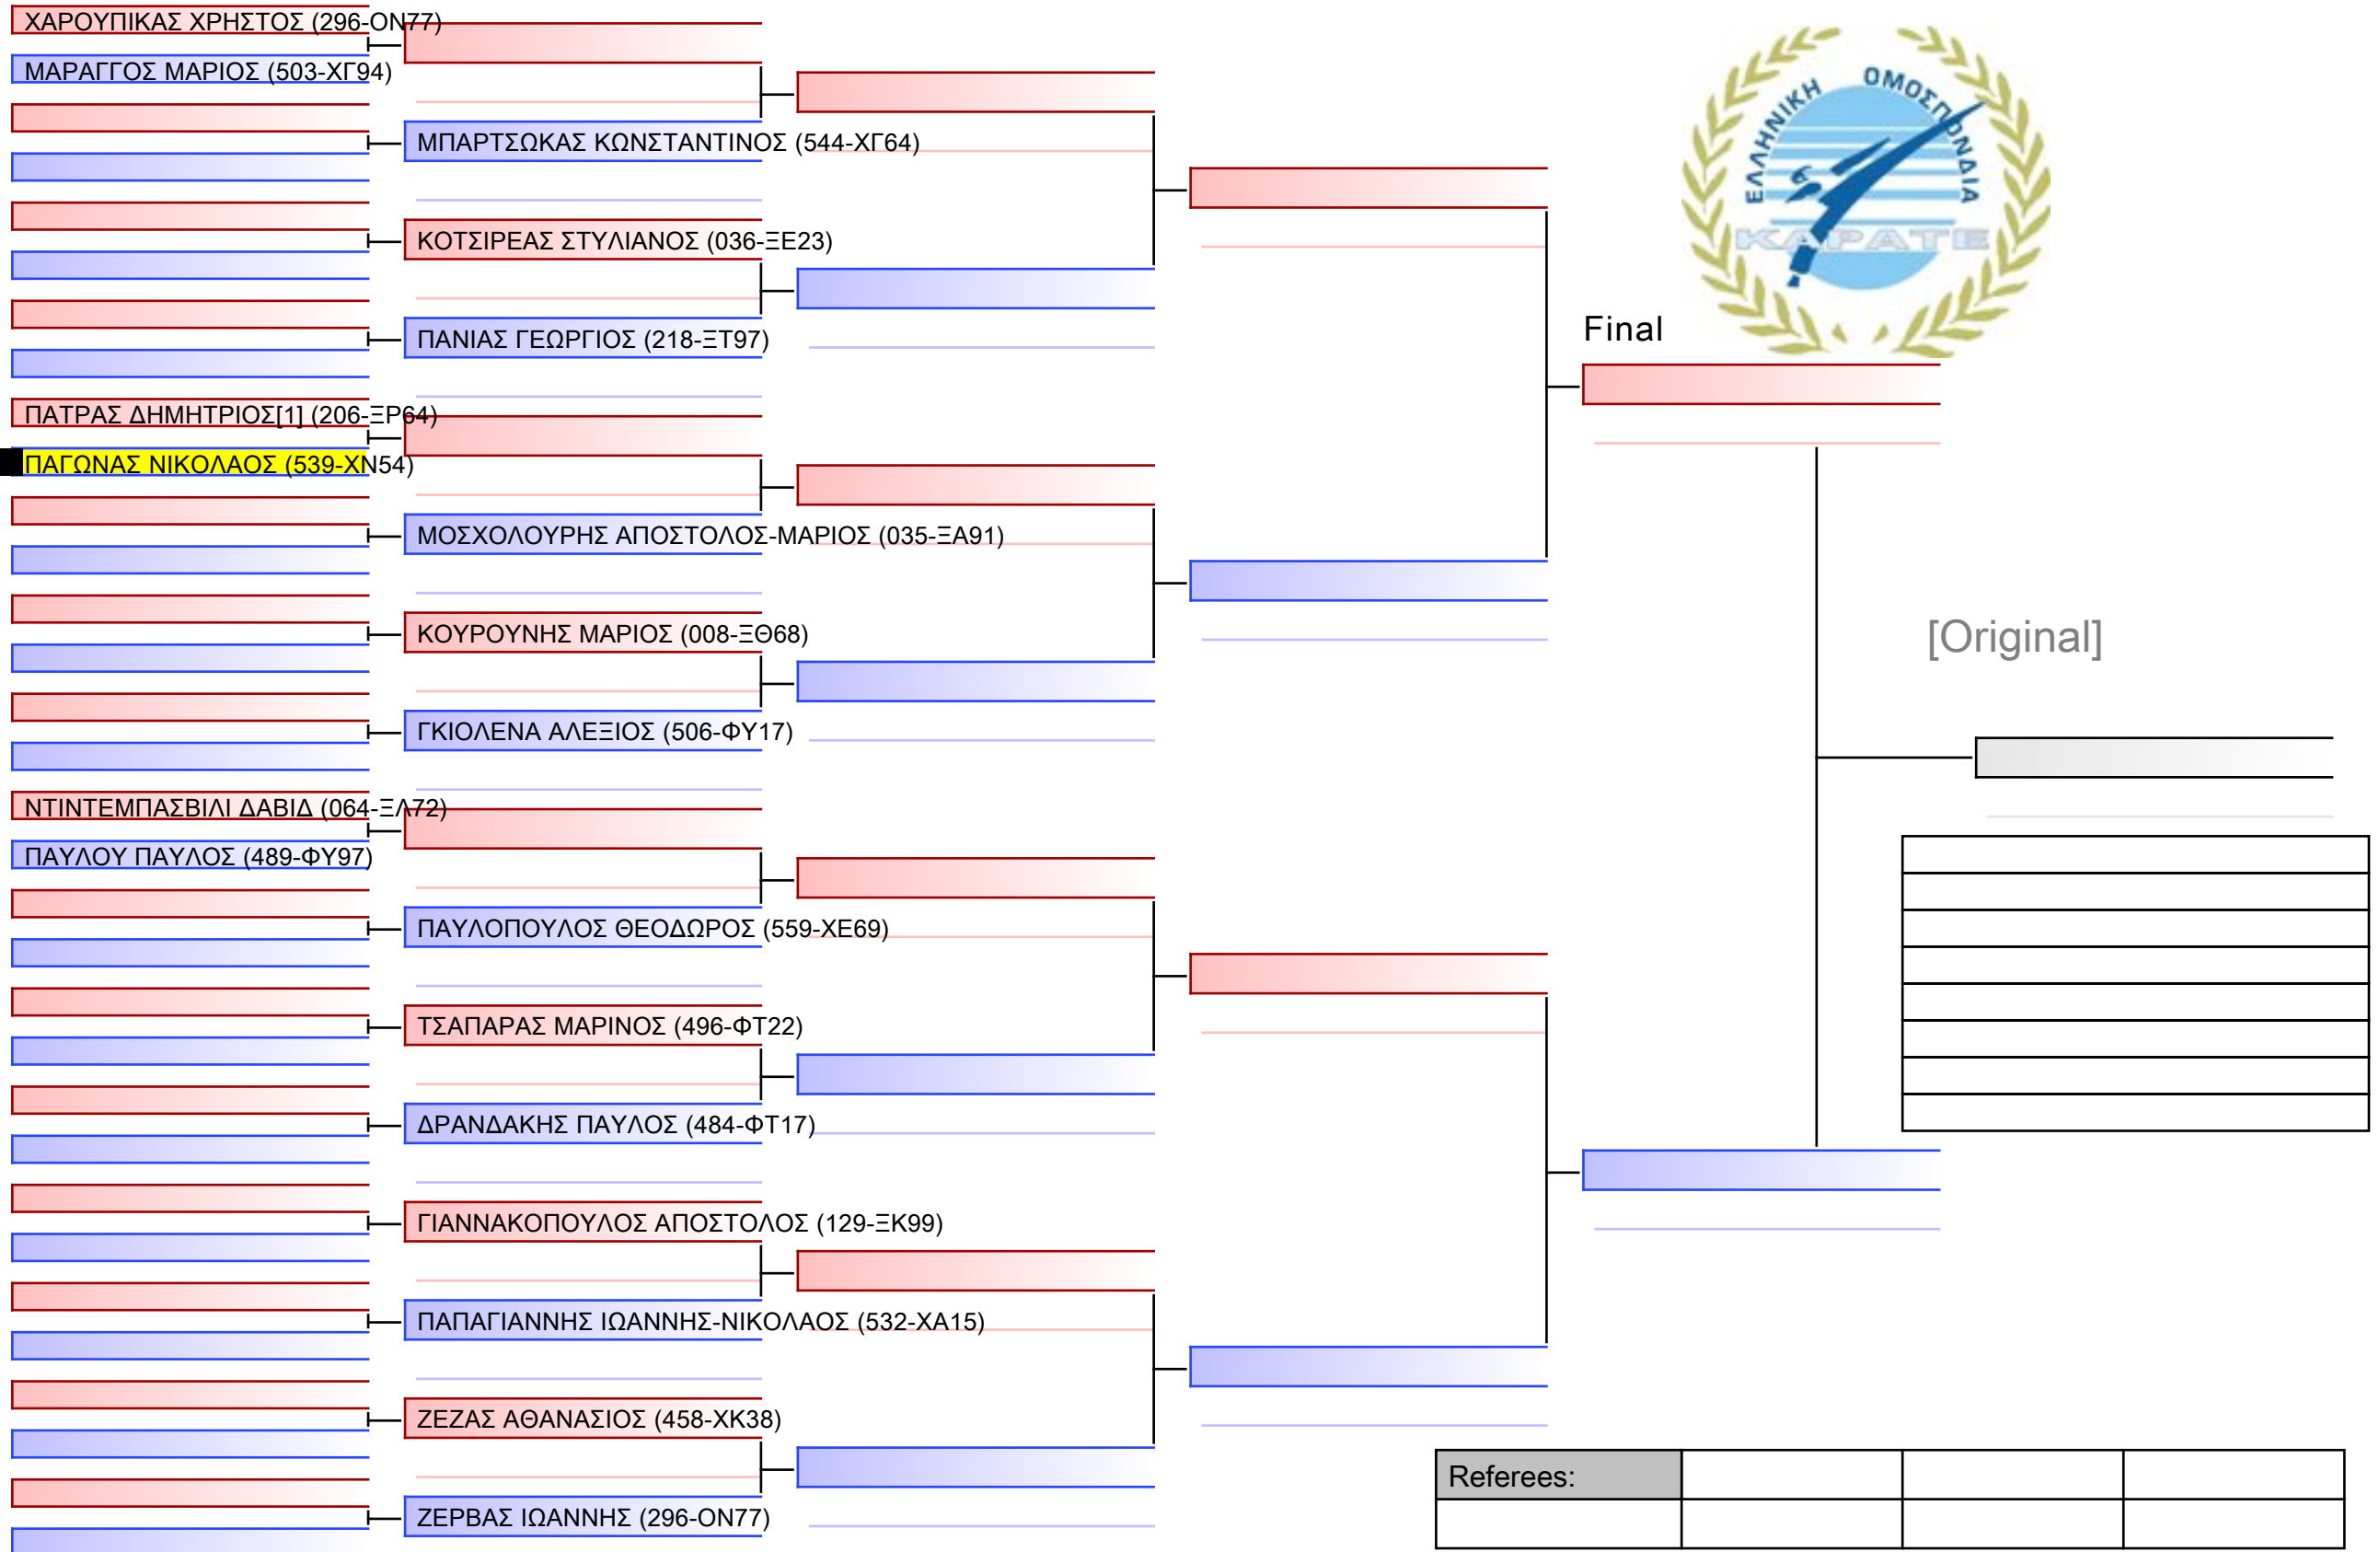 ΧΑΡΟΥΠΙΚΑΣ ΧΡΗΣΤΟΣ (296-ΟΝ77)
ΜΑΡΑΓΓΟΣ ΜΑΡΙΟΣ (503-ΧΓ94)
ΜΠΑΡΤΣΩΚΑΣ ΚΩΝΣΤΑΝΤΙΝΟΣ (544-ΧΓ64)
ΚΟΤΣΙΡΕΑΣ ΣΤΥΛΙΑΝΟΣ (036-ΞΕ23)
ΠΑΝΙΑΣ ΓΕΩΡΓΙΟΣ (218-ΞΤ97)
ΠΑΤΡΑΣ ΔΗΜΗΤΡΙΟΣ[1] (206-ΞΡ64)
ΠΑΓΩΝΑΣ ΝΙΚΟΛΑΟΣ (539-ΧΝ54)
ΜΟΣΧΟΛΟΥΡΗΣ ΑΠΟΣΤΟΛΟΣ-ΜΑΡΙΟΣ (035-ΞΑ91)
ΚΟΥΡΟΥΝΗΣ ΜΑΡΙΟΣ (008-ΞΘ68)
ΓΚΙΟΛΕΝΑ ΑΛΕΞΙΟΣ (506-ΦΥ17)
ΝΤΙΝΤΕΜΠΑΣΒΙΛΙ ΔΑΒΙΔ (064-ΞΛ72)
ΠΑΥΛΟΥ ΠΑΥΛΟΣ (489-ΦΥ97)
ΠΑΥΛΟΠΟΥΛΟΣ ΘΕΟΔΩΡΟΣ (559-ΧΕ69)
ΤΣΑΠΑΡΑΣ ΜΑΡΙΝΟΣ (496-ΦΤ22)
ΔΡΑΝΔΑΚΗΣ ΠΑΥΛΟΣ (484-ΦΤ17)
ΓΙΑΝΝΑΚΟΠΟΥΛΟΣ ΑΠΟΣΤΟΛΟΣ (129-ΞΚ99)
ΠΑΠΑΓΙΑΝΝΗΣ ΙΩΑΝΝΗΣ-ΝΙΚΟΛΑΟΣ (532-ΧΑ15)
ΖΕΖΑΣ ΑΘΑΝΑΣΙΟΣ (458-ΧΚ38)
ΖΕΡΒΑΣ ΙΩΑΝΝΗΣ (296-ΟΝ77)
ΕΛΛΗΝΙΚΗ ΟΜΟΣΠΟΝΔΙΑ
ΚΑΡΑΤΕ
Final
[Original]
Referees: